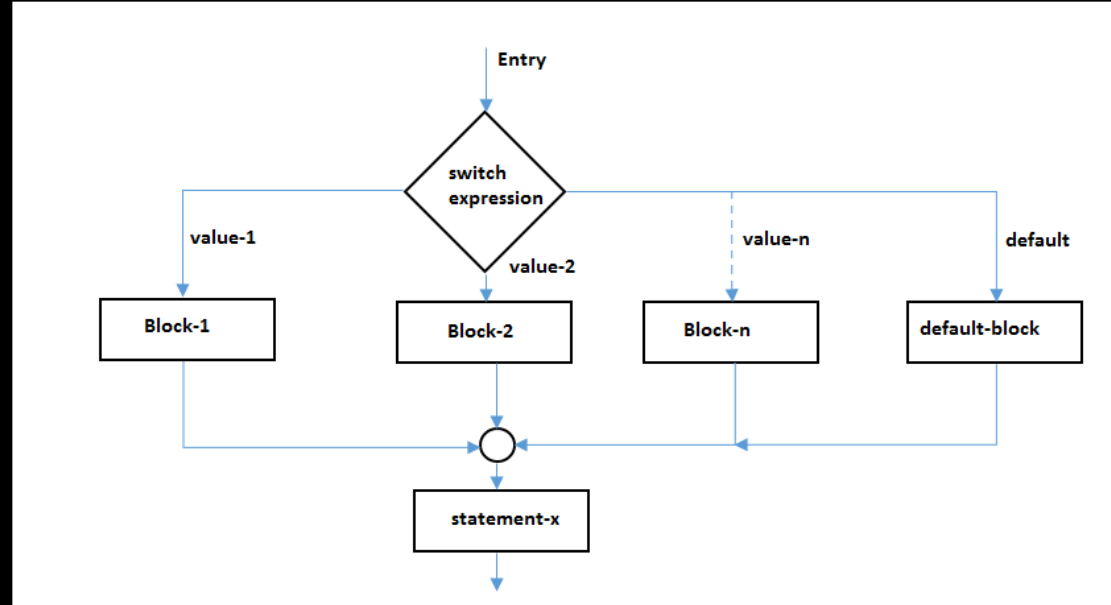 Entry
switch
expression
value-1
value-2
value-n
default
Block-1
Block-2
Block-n
default-block
statement-x